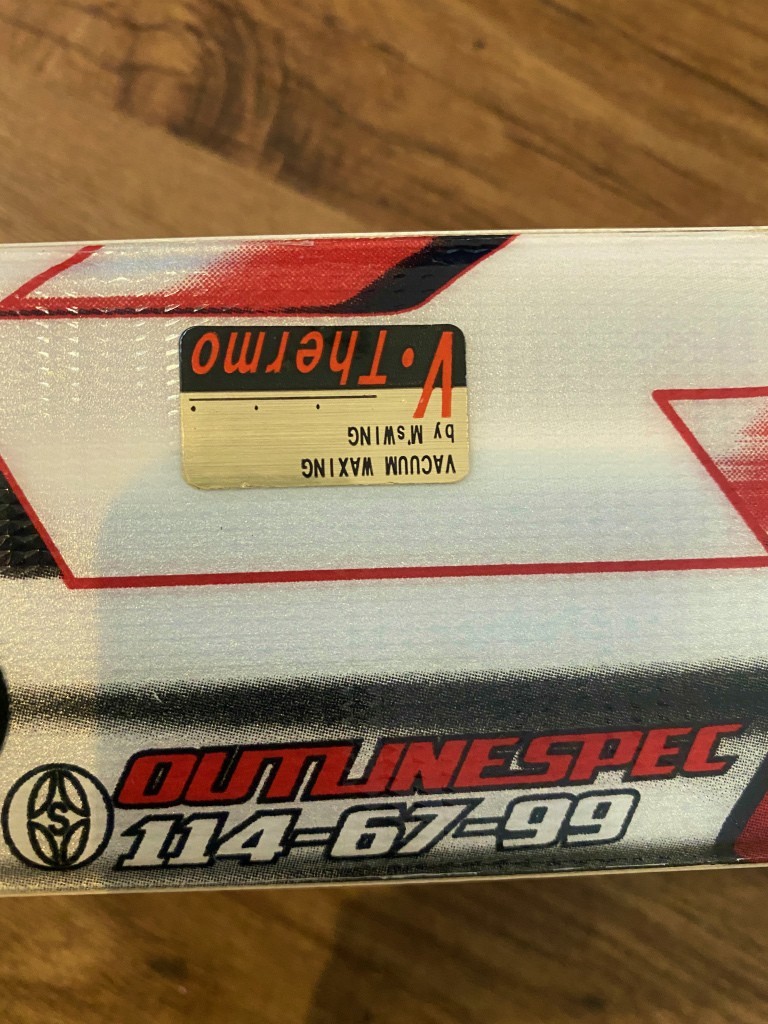 V·Thermo
by M'sWING
VACUUM WAXING
OUTLINESPEC
114-67-99
S